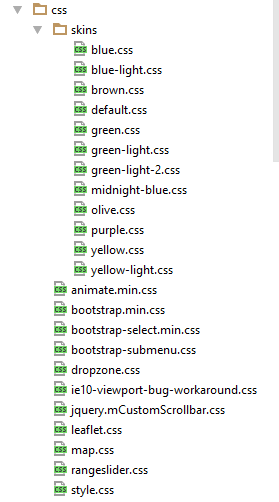 css
skins
blue.css
blue-light.css
brown.css
default.css
green.css
green-light.css
green-light-2.css
midnight-blue.css
olive.css
purple.css
yellow.css
yellow-light.css
animate.min.css
bootstrap.min.css
bootstrap-select.min.css
bootstrap-submenu.css
dropzone.css
ie10-viewport-bug-workaround.css
jquery.mCustomScrollbar.css
leaflet.css
map.css
rangeslider.css
style.css